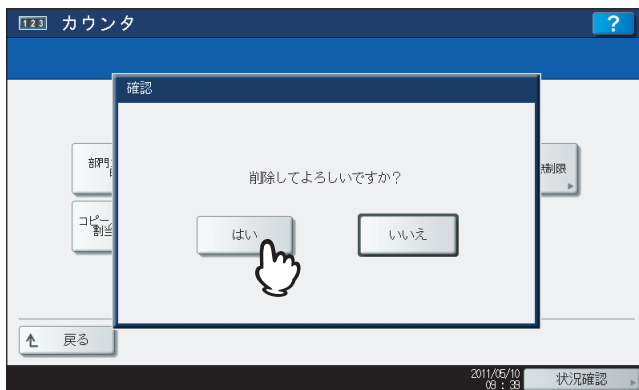 123 カウンタ
?
確認
部門
コピー
割当
無制限
削除してよろしいですか?
はい
いいえ
戻る
2011/05/10
09:39
状況確認